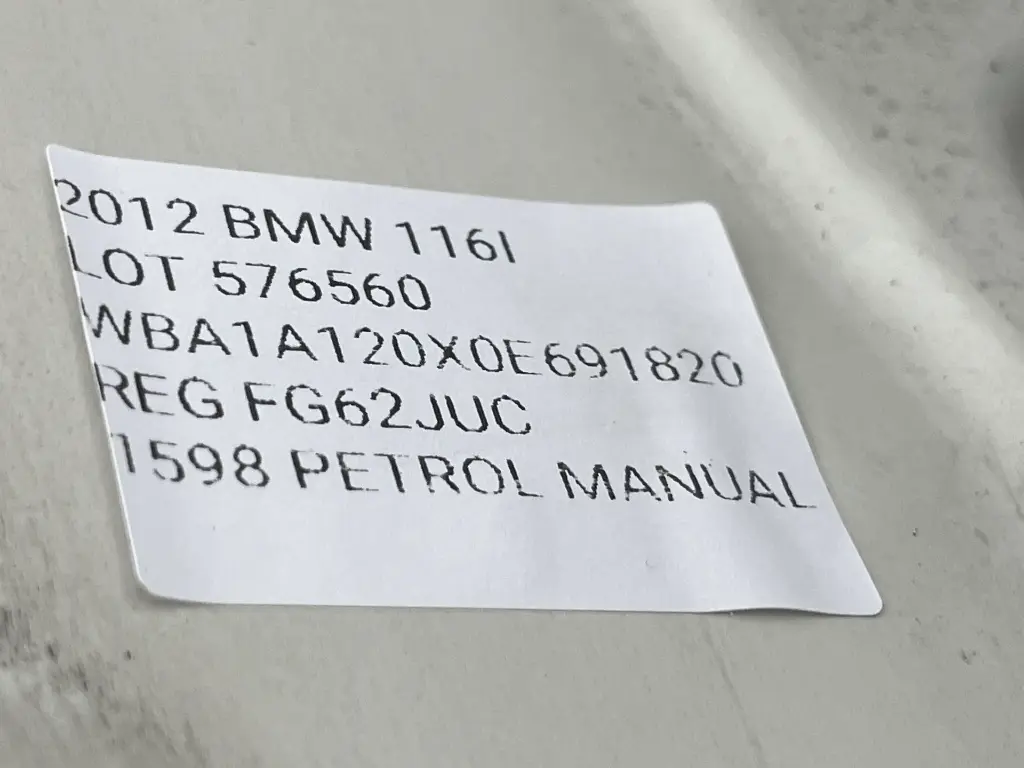 2012 BMW 116I
LOT 576560
WBA1A120X0E691820
REG FG62JUC
1598 PETROL MANUAL